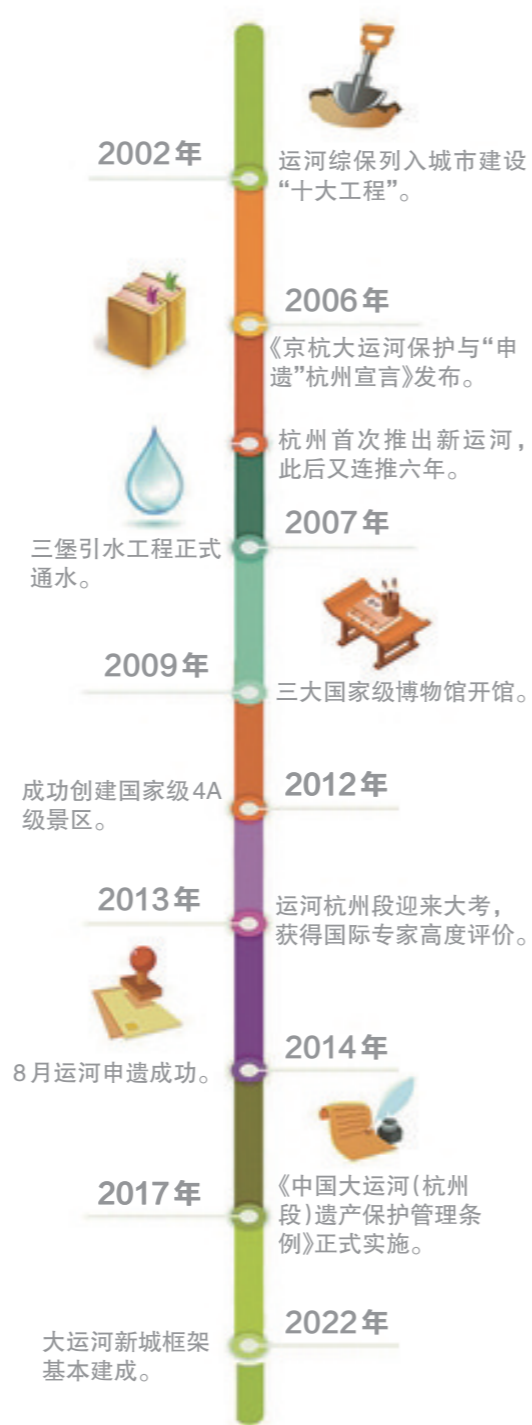 2002年
运河综保列入城市建设
“十大工程”。
2006年
《京杭大运河保护与“申
遗”杭州宣言》发布。
杭州首次推出新运河，
此后又连推六年。
2007年
三堡引水工程正式
通水。
2009年
三大国家级博物馆开馆。
2012年
成功创建国家级4A
级景区。
2013年
运河杭州段迎来大考，
获得国际专家高度评价。
2014年
8月运河申遗成功。
2017年
《中国大运河(杭州
段)遗产保护管理条
例》正式实施。
2022年
大运河新城框架
基本建成。